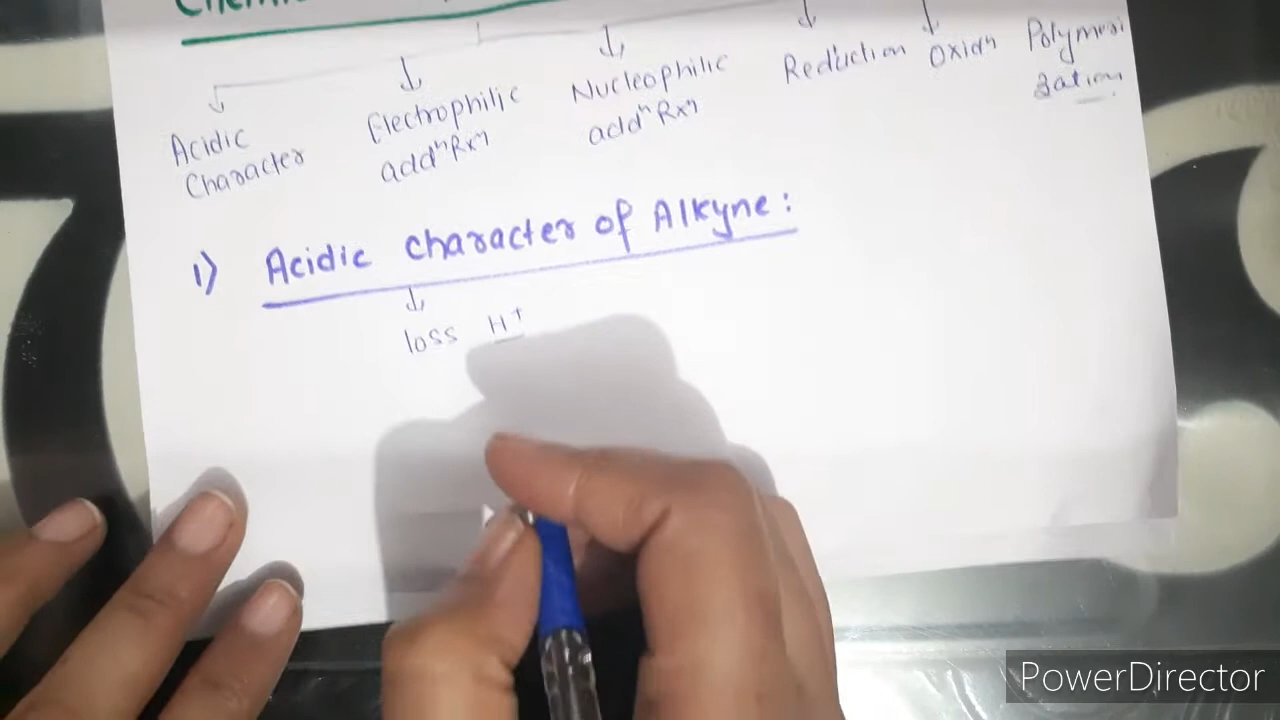 Acidic
Character
Electrophilic
addⁿ Rxⁿ
Nucleophilic
addⁿ Rxⁿ
Reduction
Oxidⁿ
Polymeri
zation
1) Acidic character of Alkyne:
loss H⁺
PowerDirector